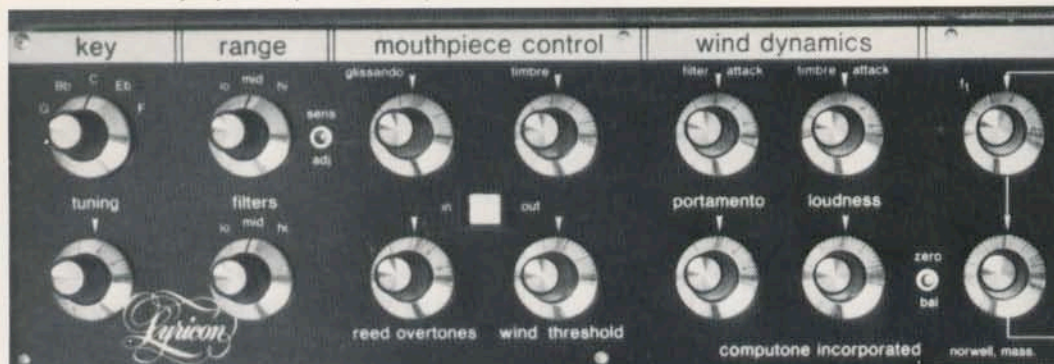 key range mouthpiece control wind dynamics
G Bb C Eb F
lo mid hi
glissando timbre
filter attack timbre attack
f1
sens
adj
tuning filters
in out
portamento loudness
lo mid hi
zero
bal
Lyricon
reed overtones wind threshold
computone incorporated norwell, mass.